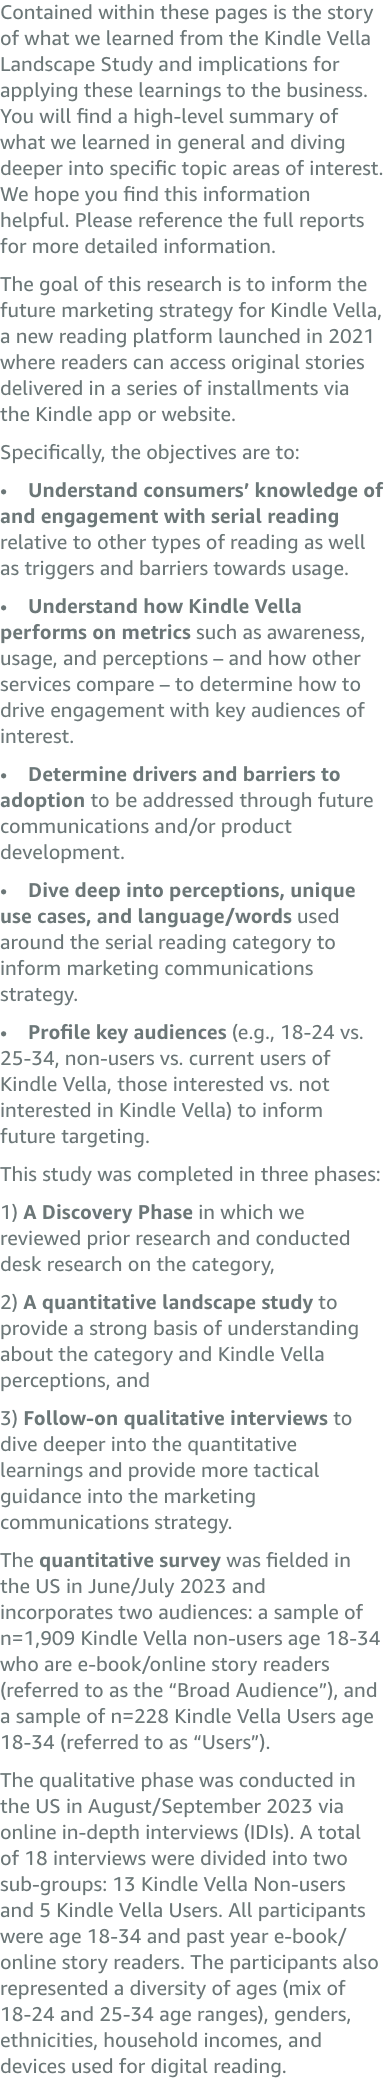 Contained within these pages is the story
of what we learned from the Kindle Vella
Landscape Study and implications for
applying these learnings to the business.
You will find a high-level summary of
what we learned in general and diving
deeper into specific topic areas of interest.
We hope you find this information
helpful. Please reference the full reports
for more detailed information.
The goal of this research is to inform the
future marketing strategy for Kindle Vella,
a new reading platform launched in 2021
where readers can access original stories
delivered in a series of installments via
the Kindle app or website.
Specifically, the objectives are to:
• Understand consumers’ knowledge of
and engagement with serial reading
relative to other types of reading as well
as triggers and barriers towards usage.
• Understand how Kindle Vella
performs on metrics such as awareness,
usage, and perceptions – and how other
services compare – to determine how to
drive engagement with key audiences of
interest.
• Determine drivers and barriers to
adoption to be addressed through future
communications and/or product
development.
• Dive deep into perceptions, unique
use cases, and language/words used
around the serial reading category to
inform marketing communications
strategy.
• Profile key audiences (e.g., 18-24 vs.
25-34, non-users vs. current users of
Kindle Vella, those interested vs. not
interested in Kindle Vella) to inform
future targeting.
This study was completed in three phases:
1) A Discovery Phase in which we
reviewed prior research and conducted
desk research on the category,
2) A quantitative landscape study to
provide a strong basis of understanding
about the category and Kindle Vella
perceptions, and
3) Follow-on qualitative interviews to
dive deeper into the quantitative
learnings and provide more tactical
guidance into the marketing
communications strategy.
The quantitative survey was fielded in
the US in June/July 2023 and
incorporates two audiences: a sample of
n=1,909 Kindle Vella non-users age 18-34
who are e-book/online story readers
(referred to as the “Broad Audience”), and
a sample of n=228 Kindle Vella Users age
18-34 (referred to as “Users”).
The qualitative phase was conducted in
the US in August/September 2023 via
online in-depth interviews (IDIs). A total
of 18 interviews were divided into two
sub-groups: 13 Kindle Vella Non-users
and 5 Kindle Vella Users. All participants
were age 18-34 and past year e-book/
online story readers. The participants also
represented a diversity of ages (mix of
18-24 and 25-34 age ranges), genders,
ethnicities, household incomes, and
devices used for digital reading.